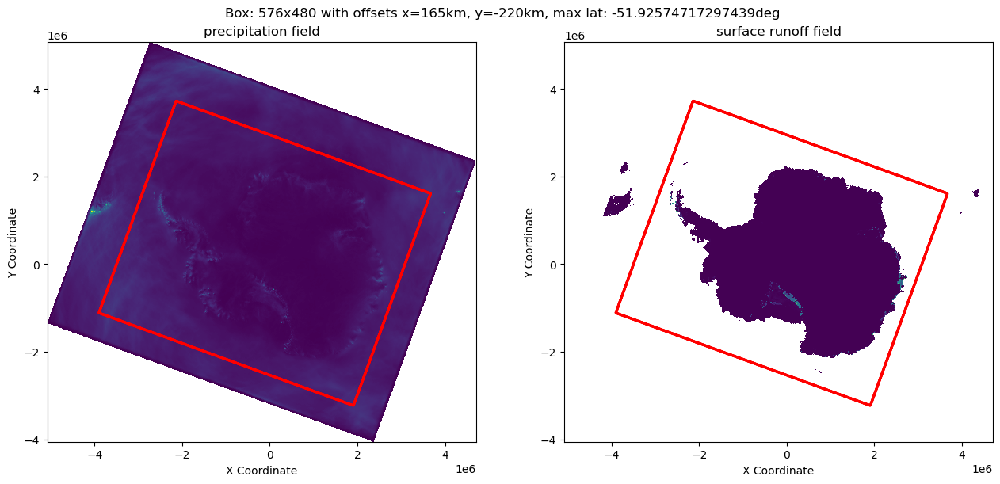 Box: 576x480 with offsets x=165km, y=-220km, max lat: -51.92574717297439deg
precipitation field
1e6
4
2
0
−2
−4
Y Coordinate
−4
−2
0
2
4
1e6
X Coordinate
surface runoff field
1e6
4
2
0
−2
−4
Y Coordinate
−4
−2
0
2
4
1e6
X Coordinate